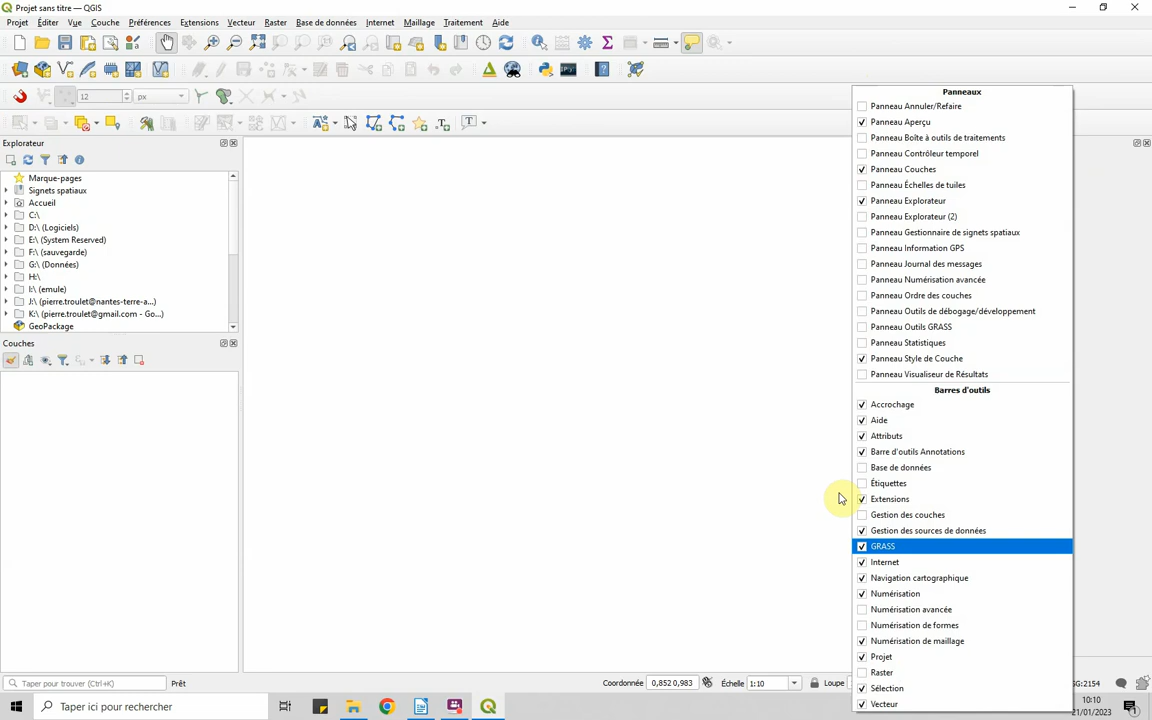 Projet sans titre — QGIS
Projet Éditer Vue Couche Préférences Extensions Vecteur Raster Base de données Internet Maillage Traitement Aide
12 px
Explorateur
Marque-pages
Signets spatiaux
Accueil
C:\
D:\ (Logiciels)
E:\ (System Reserved)
F:\ (sauvegarde)
G:\ (Données)
H:\
I:\ (emule)
J:\ (pierre.troulet@nantes-terre-a...)
K:\ (pierre.troulet@gmail.com - Go...)
GeoPackage
Couches
Panneaux
Panneau Annuler/Refaire
Panneau Aperçu
Panneau Boîte à outils de traitements
Panneau Contrôleur temporel
Panneau Couches
Panneau Échelles de tuiles
Panneau Explorateur
Panneau Explorateur (2)
Panneau Gestionnaire de signets spatiaux
Panneau Information GPS
Panneau Journal des messages
Panneau Numérisation avancée
Panneau Ordre des couches
Panneau Outils de débogage/développement
Panneau Outils GRASS
Panneau Statistiques
Panneau Style de Couche
Panneau Visualiseur de Résultats
Barres d'outils
Accrochage
Aide
Attributs
Barre d'outils Annotations
Base de données
Étiquettes
Extensions
Gestion des couches
Gestion des sources de données
GRASS
Internet
Navigation cartographique
Numérisation
Numérisation avancée
Numérisation de formes
Numérisation de maillage
Projet
Raster
Sélection
Vecteur
Taper pour trouver (Ctrl+K) Prêt Coordonnée 0,852 0,983 Échelle 1:10 Loupe SG:2154
Taper ici pour rechercher
10:10
21/01/2023